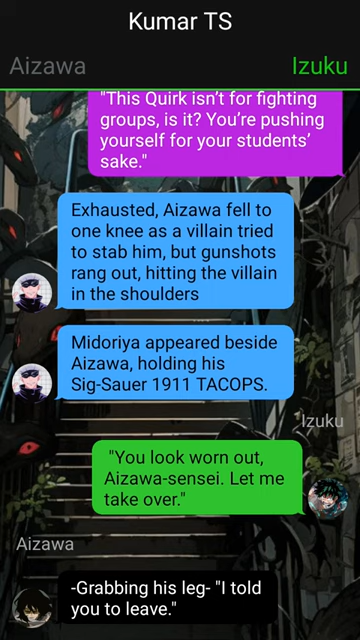 Kumar TS
Aizawa
Izuku
"This Quirk isn’t for fighting
groups, is it? You’re pushing
yourself for your students’
sake."
Exhausted, Aizawa fell to
one knee as a villain tried
to stab him, but gunshots
rang out, hitting the villain
in the shoulders
Midoriya appeared beside
Aizawa, holding his
Sig-Sauer 1911 TACOPS.
Izuku
"You look worn out,
Aizawa-sensei. Let me
take over."
Aizawa
-Grabbing his leg- "I told
you to leave."